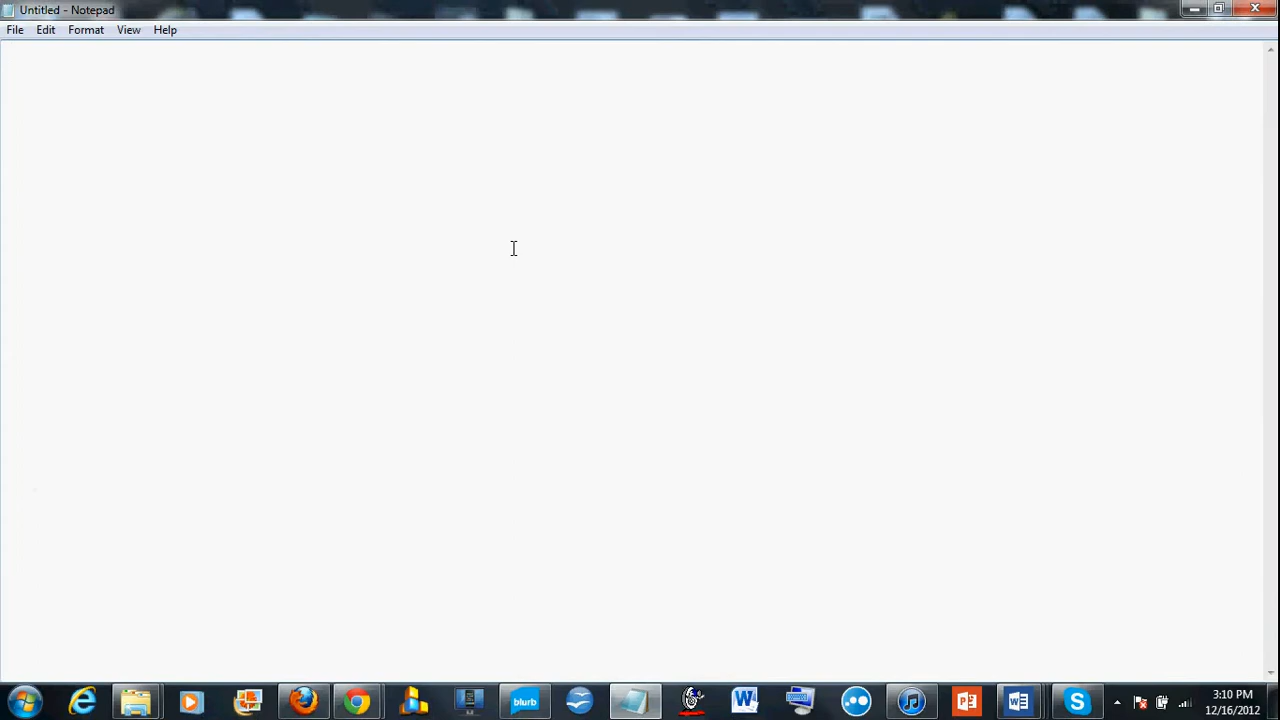 Untitled - Notepad
File Edit Format View Help
blurb
3:10 PM
12/16/2012